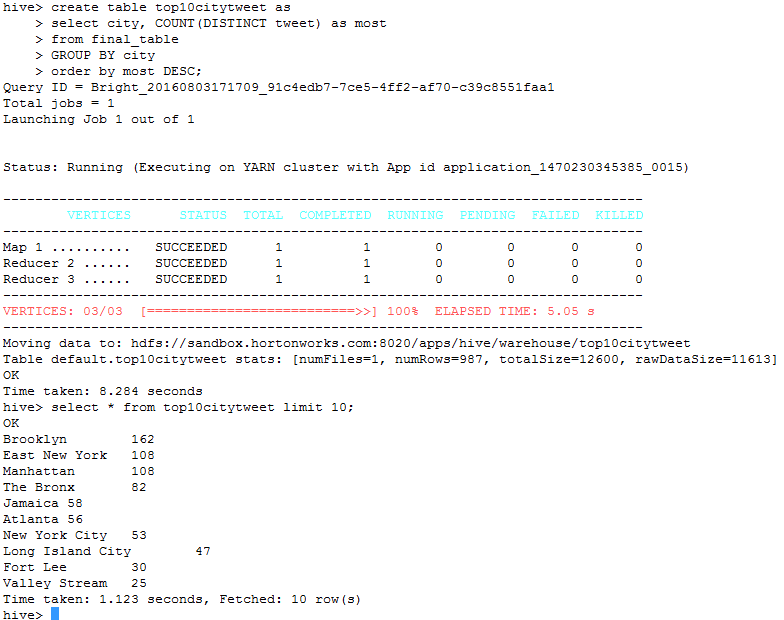 hive> create table top10citytweet as
    > select city, COUNT(DISTINCT tweet) as most
    > from final_table
    > GROUP BY city
    > order by most DESC;
Query ID = Bright_20160803171709_91c4edb7-7ce5-4ff2-af70-c39c8551faa1
Total jobs = 1
Launching Job 1 out of 1
Status: Running (Executing on YARN cluster with App id application_1470230345385_0015)
--------------------------------------------------------------------------------
        VERTICES      STATUS  TOTAL  COMPLETED  RUNNING  PENDING  FAILED  KILLED
--------------------------------------------------------------------------------
Map 1 ..........   SUCCEEDED      1          1        0        0       0       0
Reducer 2 ......   SUCCEEDED      1          1        0        0       0       0
Reducer 3 ......   SUCCEEDED      1          1        0        0       0       0
--------------------------------------------------------------------------------
VERTICES: 03/03  [==========================>>] 100%  ELAPSED TIME: 5.05 s
--------------------------------------------------------------------------------
Moving data to: hdfs://sandbox.hortonworks.com:8020/apps/hive/warehouse/top10citytweet
Table default.top10citytweet stats: [numFiles=1, numRows=987, totalSize=12600, rawDataSize=11613]
OK
Time taken: 8.284 seconds
hive> select * from top10citytweet limit 10;
OK
Brooklyn        162
East New York   108
Manhattan       108
The Bronx       82
Jamaica 58
Atlanta 56
New York City   53
Long Island City        47
Fort Lee        30
Valley Stream   25
Time taken: 1.123 seconds, Fetched: 10 row(s)
hive>